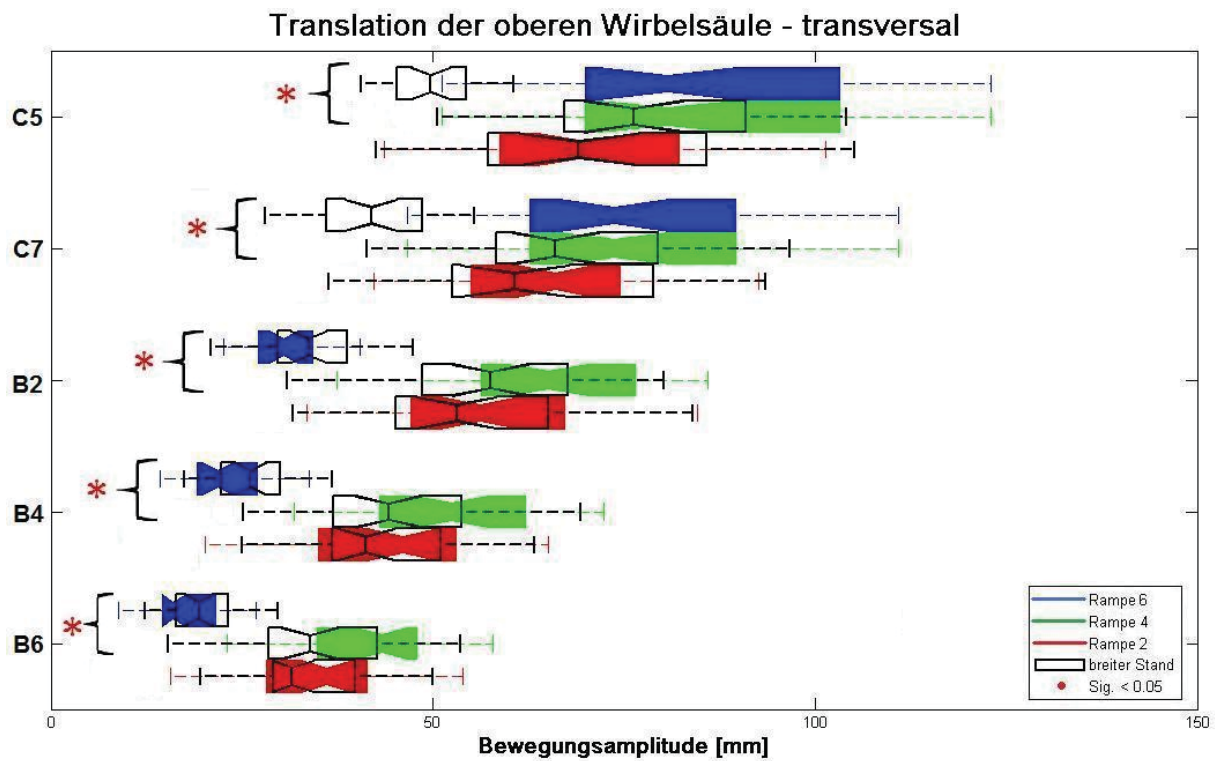 Translation der oberen Wirbelsäule - transversal
C5
*
C7
*
B2
*
B4
*
B6
*
Rampe 6
Rampe 4
Rampe 2
breiter Stand
Sig. < 0.05
0
50
100
150
Bewegungsamplitude [mm]